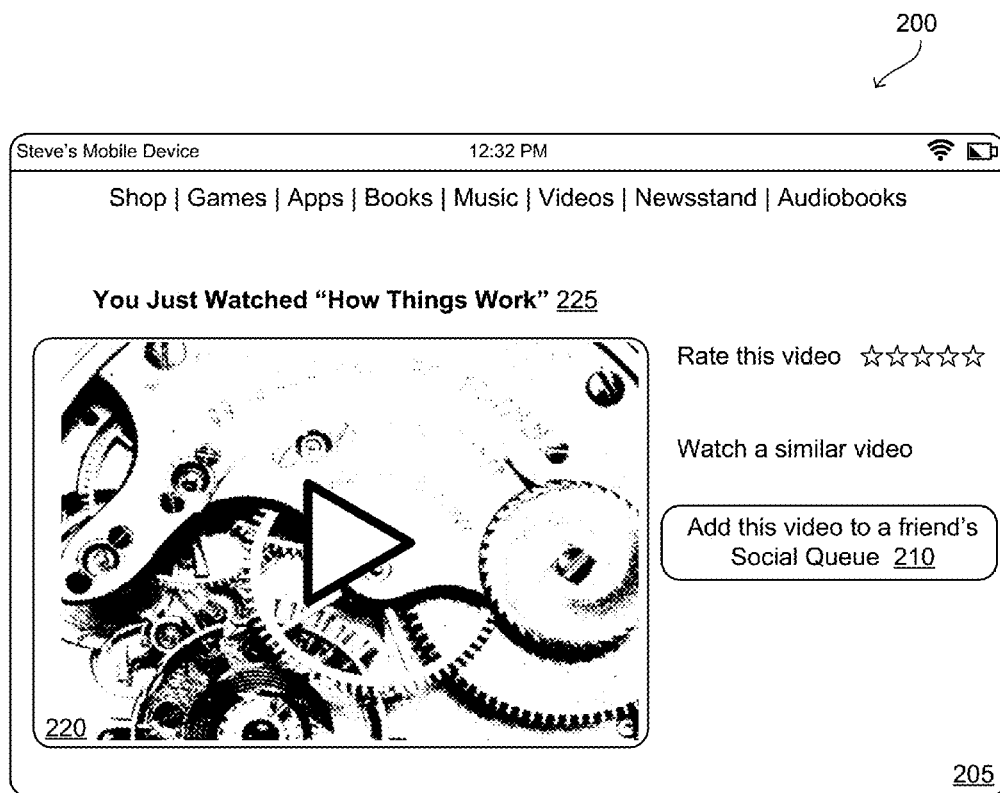 200
Steve's Mobile Device 12:32 PM
Shop | Games | Apps | Books | Music | Videos | Newsstand | Audiobooks
You Just Watched “How Things Work” 225
Rate this video ☆☆☆☆☆
Watch a similar video
Add this video to a friend's
Social Queue 210
220
205